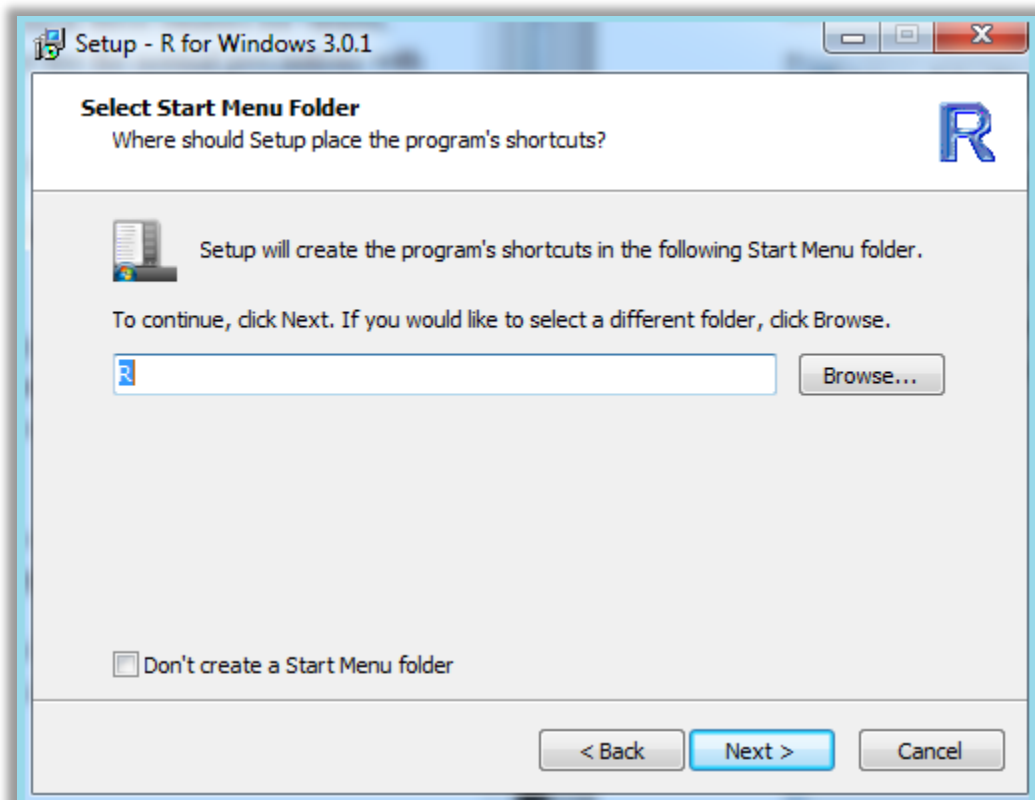 Setup - R for Windows 3.0.1
Select Start Menu Folder
Where should Setup place the program's shortcuts?
R
Setup will create the program's shortcuts in the following Start Menu folder.
To continue, click Next. If you would like to select a different folder, click Browse.
R
Browse...
Don't create a Start Menu folder
< Back
Next >
Cancel